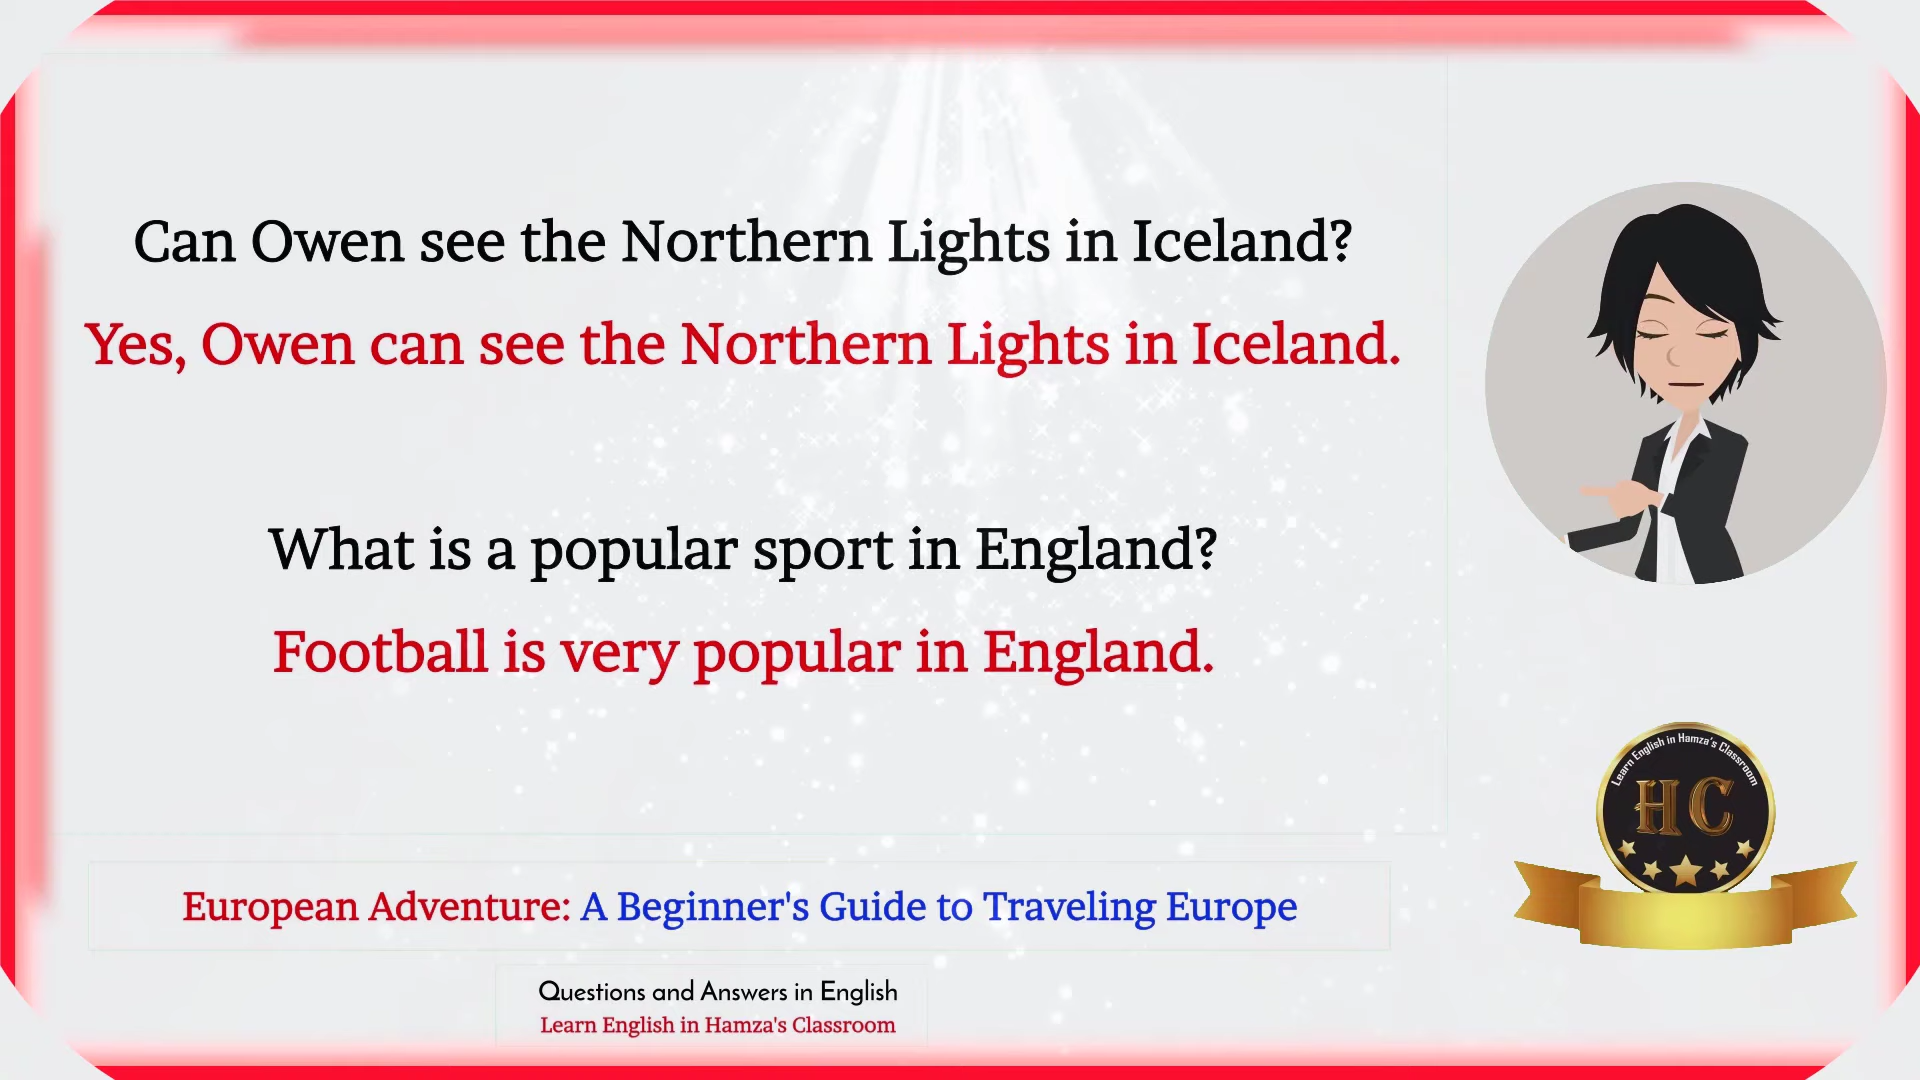 Can Owen see the Northern Lights in Iceland?
Yes, Owen can see the Northern Lights in Iceland.
What is a popular sport in England?
Football is very popular in England.
Learn English in Hamza's Classroom
HC
European Adventure: A Beginner's Guide to Traveling Europe
Questions and Answers in English
Learn English in Hamza's Classroom